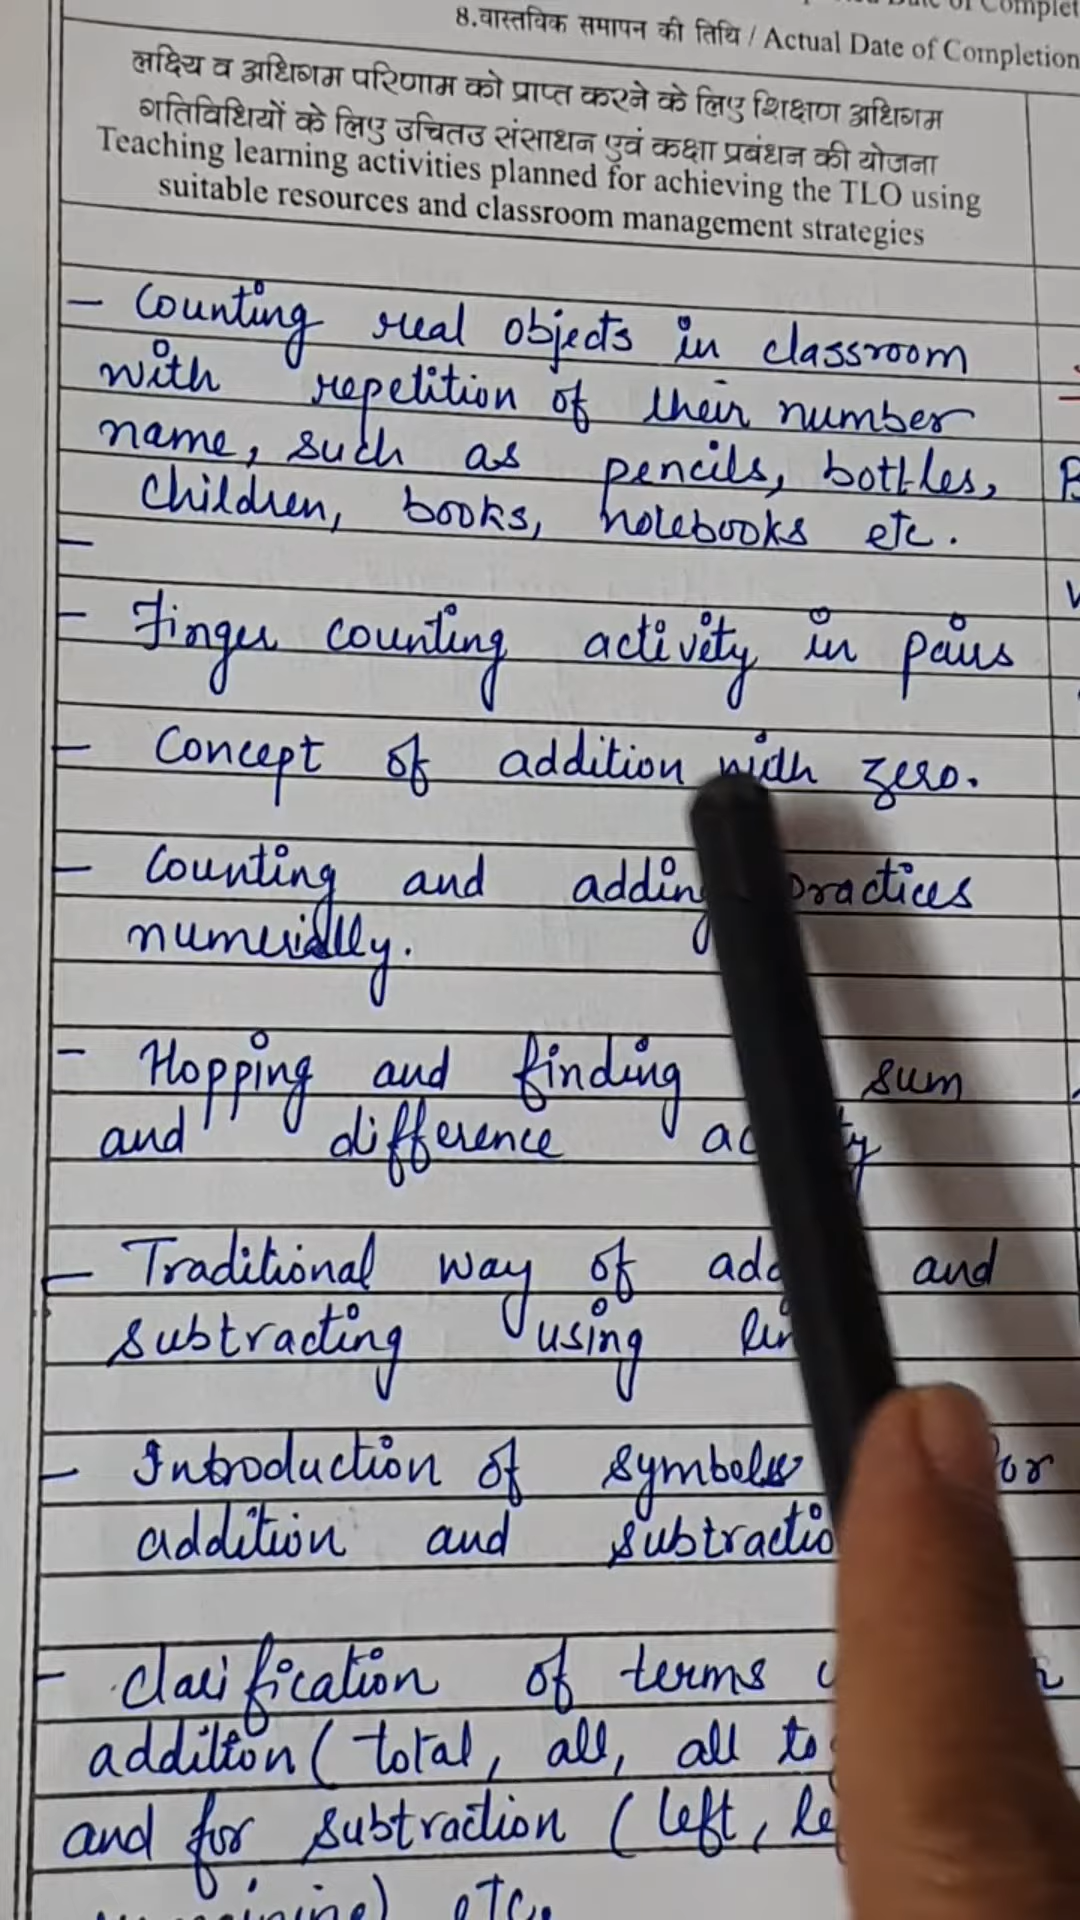 Date of Complet
8.वास्तविक समापन की तिथि / Actual Date of Completion
लक्ष्यि व अधिगम परिणाम को प्राप्त करने के लिए शिक्षण अधिगम
गतिविधियों के लिए उचितउ संसाधन एवं कक्षा प्रबंधन की योजना
Teaching learning activities planned for achieving the TLO using
suitable resources and classroom management strategies
- Counting real objects in classroom
with repetition of their number
name, such as pencils, bottles,
children, books, notebooks etc.
-
- Finger counting activity in pairs
- Concept of addition with zero.
- Counting and adding practices
numerially.
- Hopping and finding sum
and difference
- Traditional way of and
subtracting using
- Introduction of symbols for
addition and
- Clarification of terms
addition (total, all, all
and for subtraction (left,
etc.